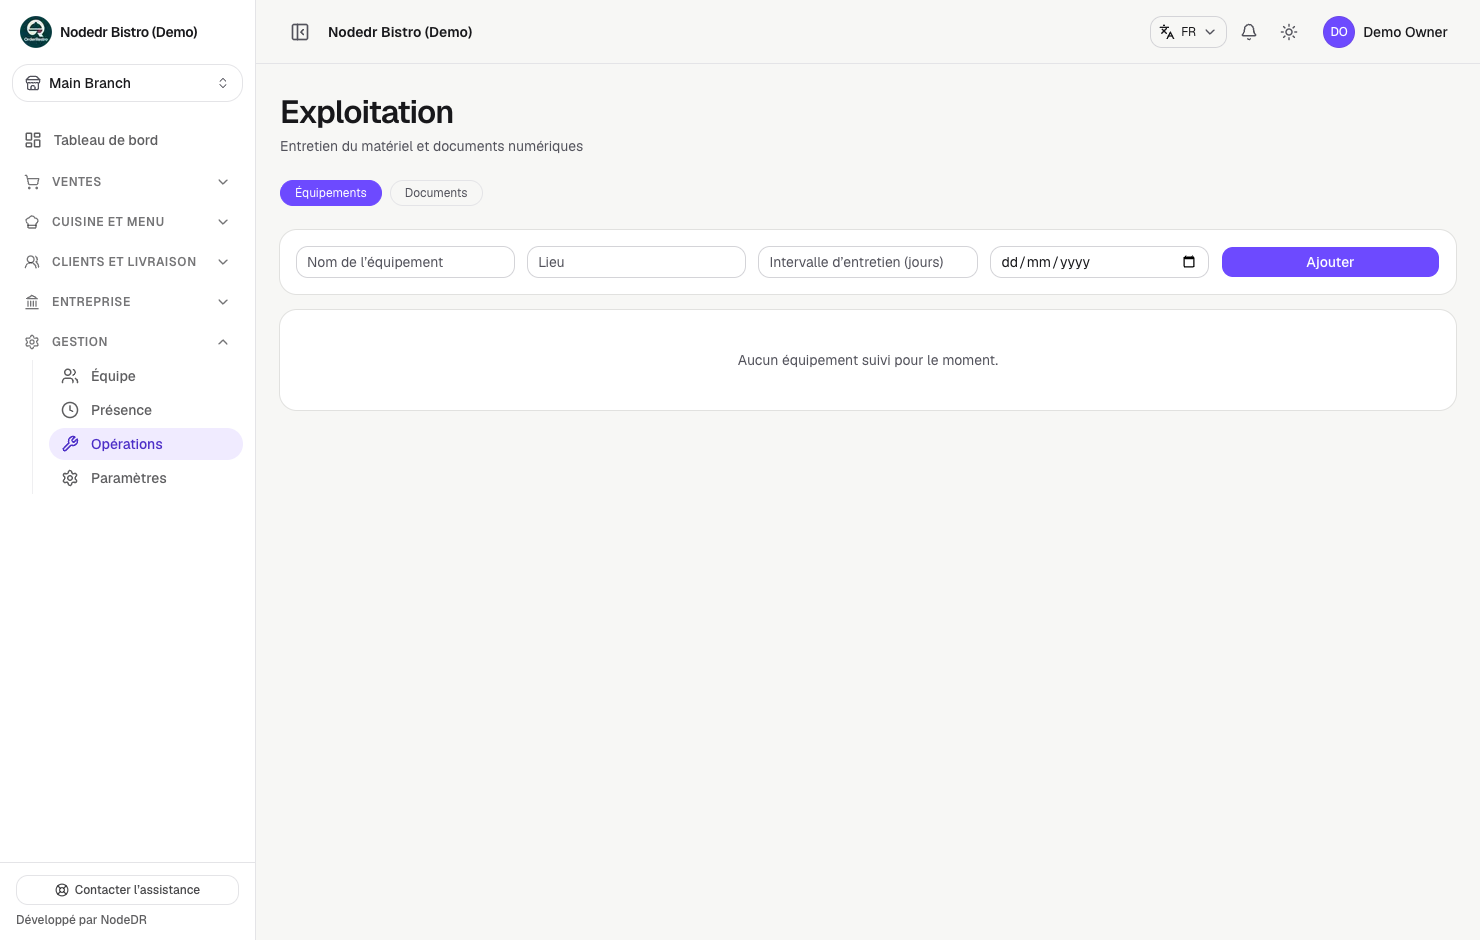 Nodedr Bistro (Demo)
Main Branch
Tableau de bord
VENTES
CUISINE ET MENU
CLIENTS ET LIVRAISON
ENTREPRISE
GESTION
Équipe
Présence
Opérations
Paramètres
Contacter l'assistance
Développé par NodeDR
Nodedr Bistro (Demo)
FR
DO
Demo Owner
Exploitation
Entretien du matériel et documents numériques
Équipements
Documents
Nom de l'équipement
Lieu
Intervalle d'entretien (jours)
dd/mm/yyyy
Ajouter
Aucun équipement suivi pour le moment.